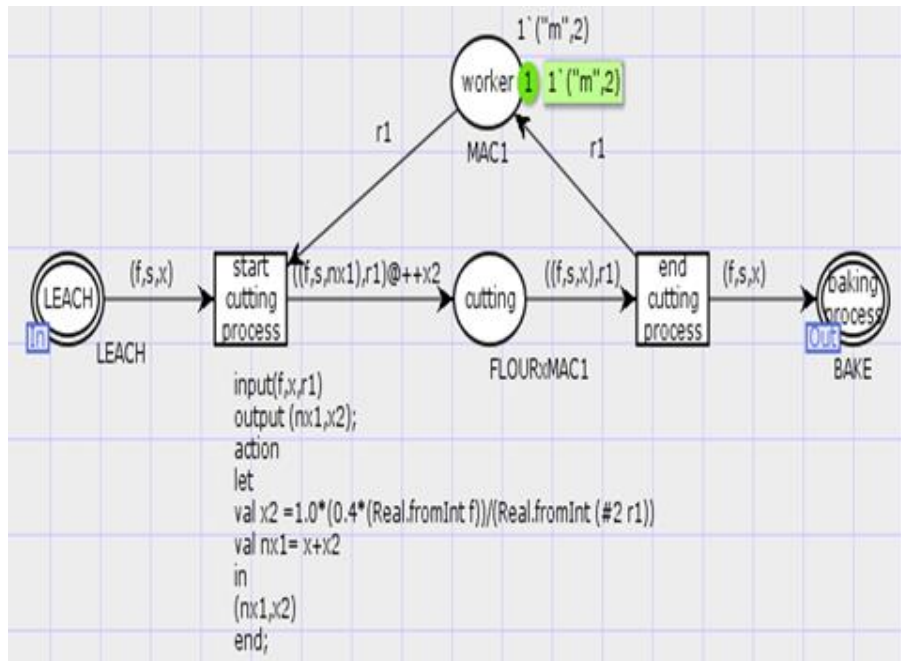 1`("m",2)
worker 1 1`("m",2)
MAC1
r1
r1
LEACH
In
LEACH
(f,s,x)
start
cutting
process
((f,s,nx1),r1)@++x2
cutting
FLOURxMAC1
((f,s,x),r1)
end
cutting
process
(f,s,x)
baking
process
Out
BAKE
input(f,x,r1)
output (nx1,x2);
action
let
val x2 =1.0*(0.4*(Real.fromInt f))/(Real.fromInt (#2 r1))
val nx1= x+x2
in
(nx1,x2)
end;